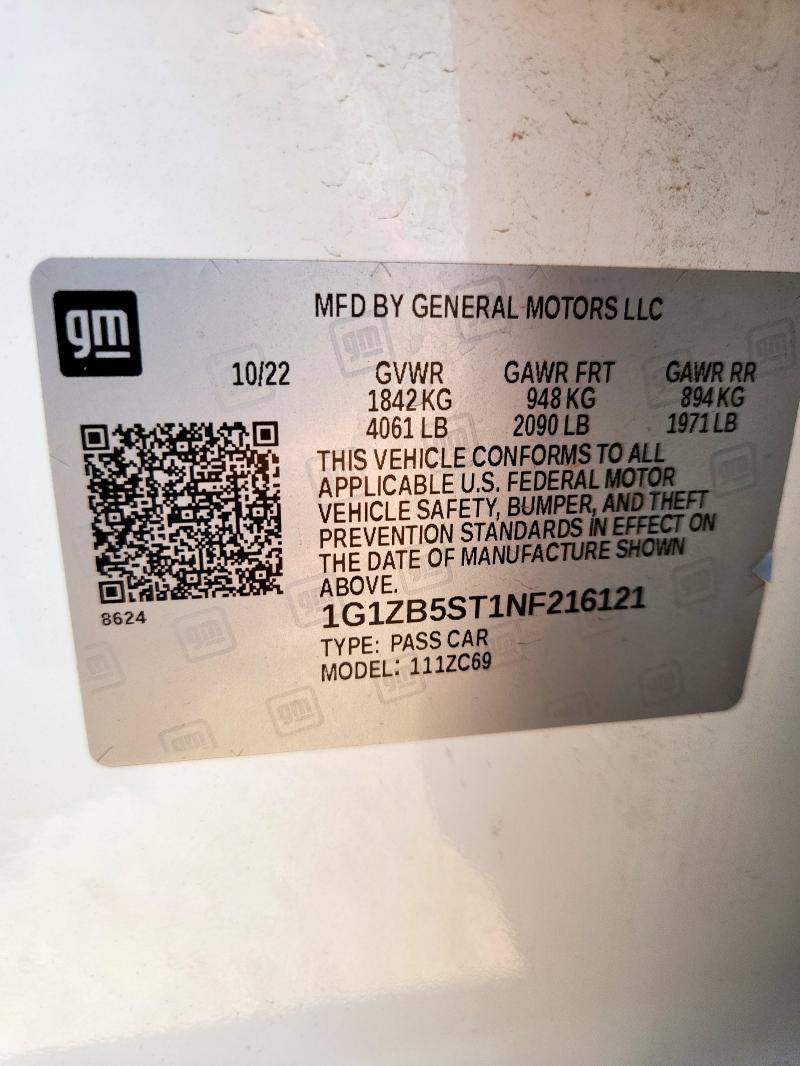 gm
MFD BY GENERAL MOTORS LLC
10/22 GVWR GAWR FRT GAWR RR
1842 KG 948 KG 894 KG
4061 LB 2090 LB 1971 LB
THIS VEHICLE CONFORMS TO ALL
APPLICABLE U.S. FEDERAL MOTOR
VEHICLE SAFETY, BUMPER, AND THEFT
PREVENTION STANDARDS IN EFFECT ON
THE DATE OF MANUFACTURE SHOWN
ABOVE.
8624
1G1ZB5ST1NF216121
TYPE: PASS CAR
MODEL: 111ZC69